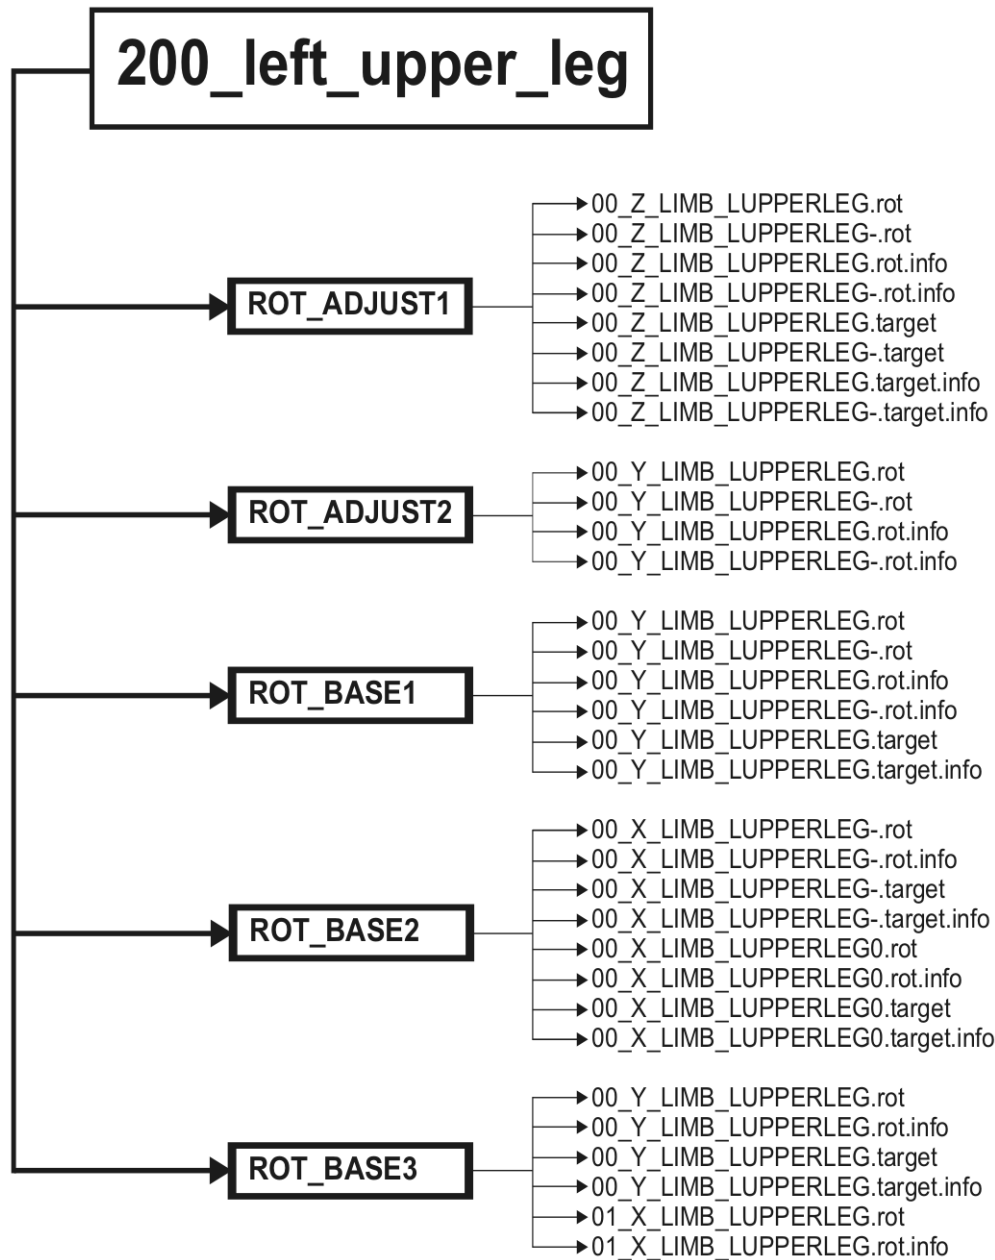 200_left_upper_leg
ROT_ADJUST1
00_Z_LIMB_LUPPERLEG.rot
00_Z_LIMB_LUPPERLEG-.rot
00_Z_LIMB_LUPPERLEG.rot.info
00_Z_LIMB_LUPPERLEG-.rot.info
00_Z_LIMB_LUPPERLEG.target
00_Z_LIMB_LUPPERLEG-.target
00_Z_LIMB_LUPPERLEG.target.info
00_Z_LIMB_LUPPERLEG-.target.info
ROT_ADJUST2
00_Y_LIMB_LUPPERLEG.rot
00_Y_LIMB_LUPPERLEG-.rot
00_Y_LIMB_LUPPERLEG.rot.info
00_Y_LIMB_LUPPERLEG-.rot.info
ROT_BASE1
00_Y_LIMB_LUPPERLEG.rot
00_Y_LIMB_LUPPERLEG-.rot
00_Y_LIMB_LUPPERLEG.rot.info
00_Y_LIMB_LUPPERLEG-.rot.info
00_Y_LIMB_LUPPERLEG.target
00_Y_LIMB_LUPPERLEG.target.info
ROT_BASE2
00_X_LIMB_LUPPERLEG-.rot
00_X_LIMB_LUPPERLEG-.rot.info
00_X_LIMB_LUPPERLEG-.target
00_X_LIMB_LUPPERLEG-.target.info
00_X_LIMB_LUPPERLEG0.rot
00_X_LIMB_LUPPERLEG0.rot.info
00_X_LIMB_LUPPERLEG0.target
00_X_LIMB_LUPPERLEG0.target.info
ROT_BASE3
00_Y_LIMB_LUPPERLEG.rot
00_Y_LIMB_LUPPERLEG.rot.info
00_Y_LIMB_LUPPERLEG.target
00_Y_LIMB_LUPPERLEG.target.info
01_X_LIMB_LUPPERLEG.rot
01_X_LIMB_LUPPERLEG.rot.info